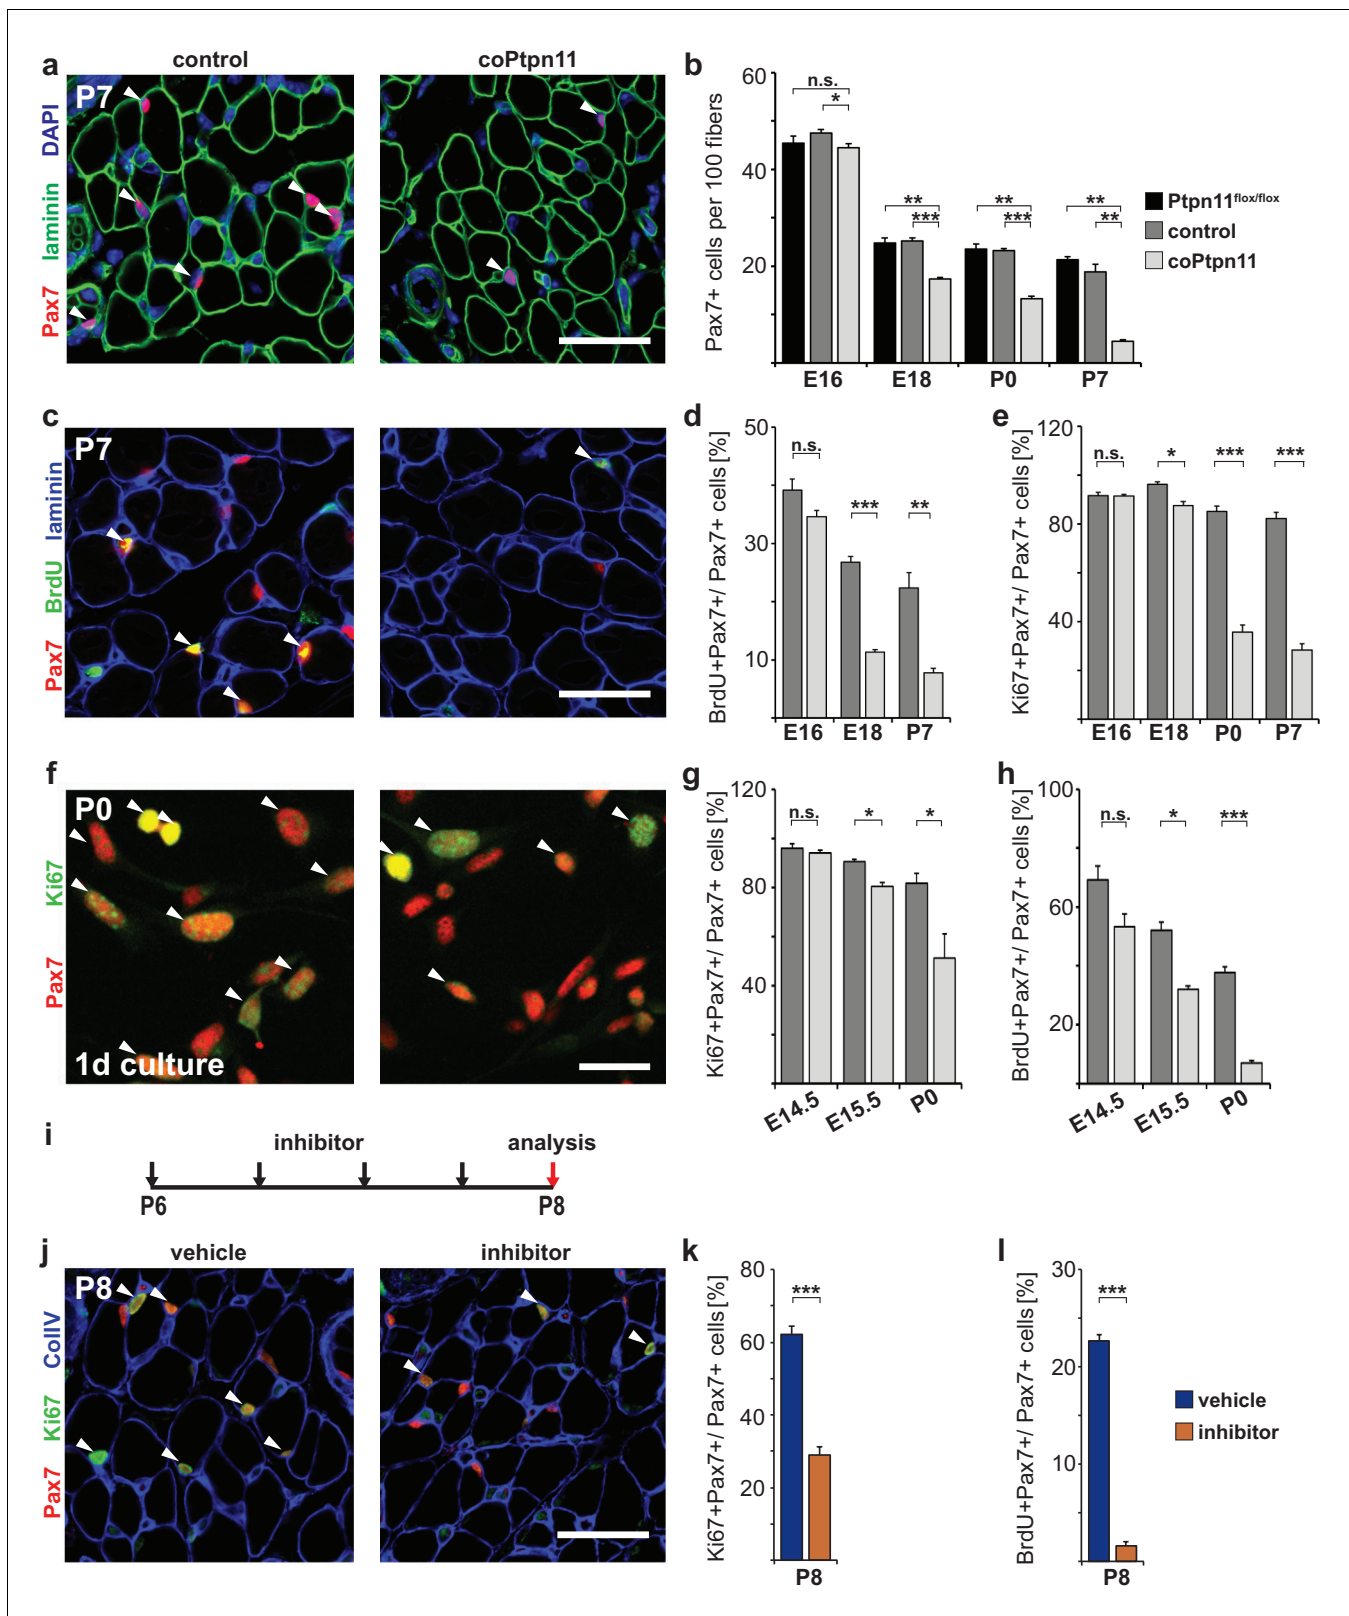 a
control
coPtpn11
P7
Pax7 laminin DAPI
b
Pax7+ cells per 100 fibers
60
40
20
n.s.
*
**
***
**
***
**
**
E16 E18 P0 P7
Ptpn11flox/flox
control
coPtpn11
c
P7
Pax7 BrdU laminin
d
BrdU+Pax7+/ Pax7+ cells [%]
50
30
10
n.s.
***
**
E16 E18 P7
e
Ki67+Pax7+/ Pax7+ cells [%]
120
80
40
n.s.
*
***
***
E16 E18 P0 P7
f
P0
Pax7 Ki67
1d culture
g
Ki67+Pax7+/ Pax7+ cells [%]
120
80
40
n.s.
*
*
E14.5 E15.5 P0
h
BrdU+Pax7+/ Pax7+ cells [%]
100
60
20
n.s.
*
***
E14.5 E15.5 P0
i
inhibitor analysis
P6 P8
j
vehicle
inhibitor
P8
Pax7 Ki67 ColIV
k
Ki67+Pax7+/ Pax7+ cells [%]
80
60
40
20
***
P8
l
BrdU+Pax7+/ Pax7+ cells [%]
30
20
10
***
P8
vehicle
inhibitor